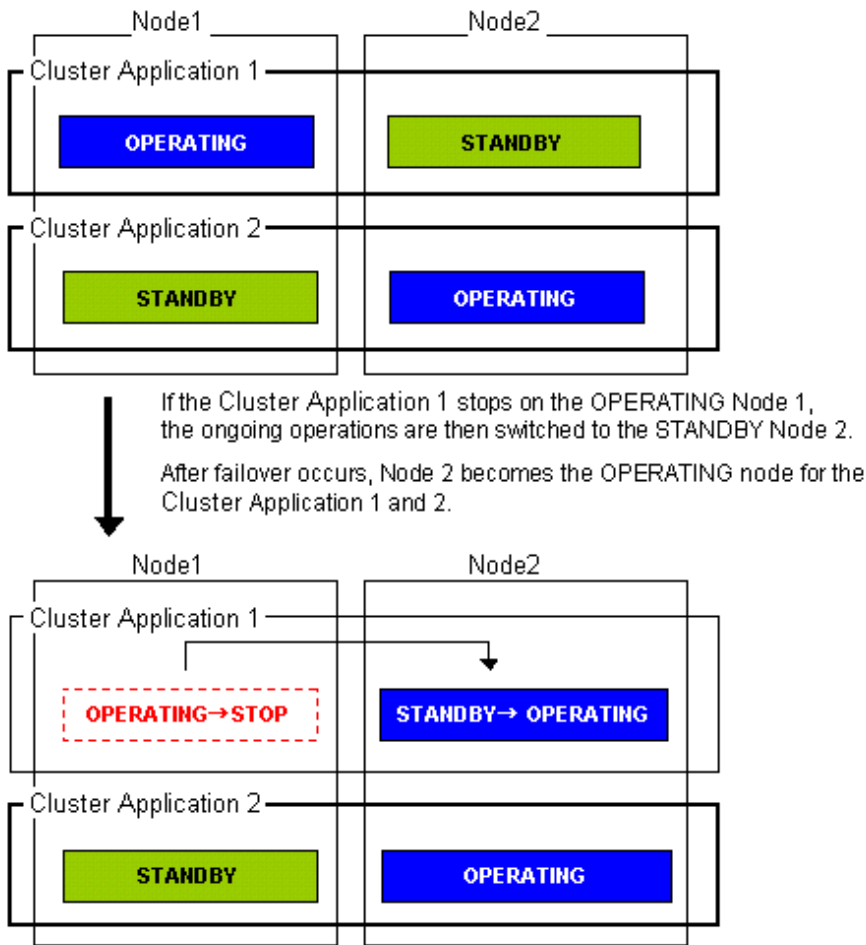 Node1
Node2
Cluster Application 1
OPERATING
STANDBY
Cluster Application 2
STANDBY
OPERATING
If the Cluster Application 1 stops on the OPERATING Node 1,
the ongoing operations are then switched to the STANDBY Node 2.
After failover occurs, Node 2 becomes the OPERATING node for the
Cluster Application 1 and 2.
Node1
Node2
Cluster Application 1
OPERATING→STOP
STANDBY→ OPERATING
Cluster Application 2
STANDBY
OPERATING